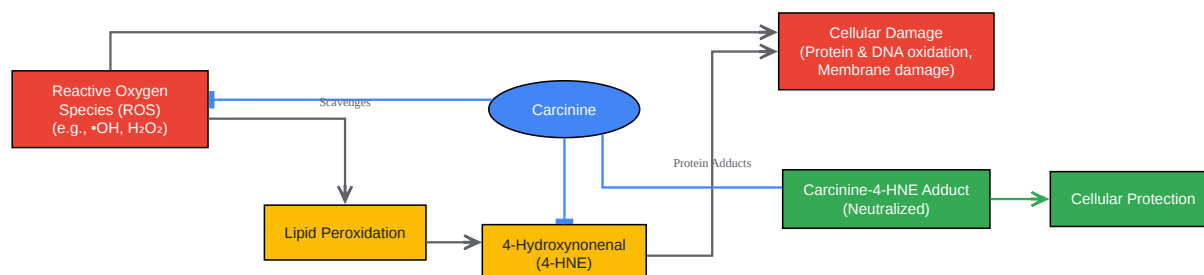 Cellular Damage
(Protein & DNA oxidation,
Membrane damage)
Reactive Oxygen
Species (ROS)
(e.g., •OH, H₂O₂)
Scavenges
Carcinine
Protein Adducts
Carcinine-4-HNE Adduct
(Neutralized)
Cellular Protection
Lipid Peroxidation
4-Hydroxynonenal
(4-HNE)